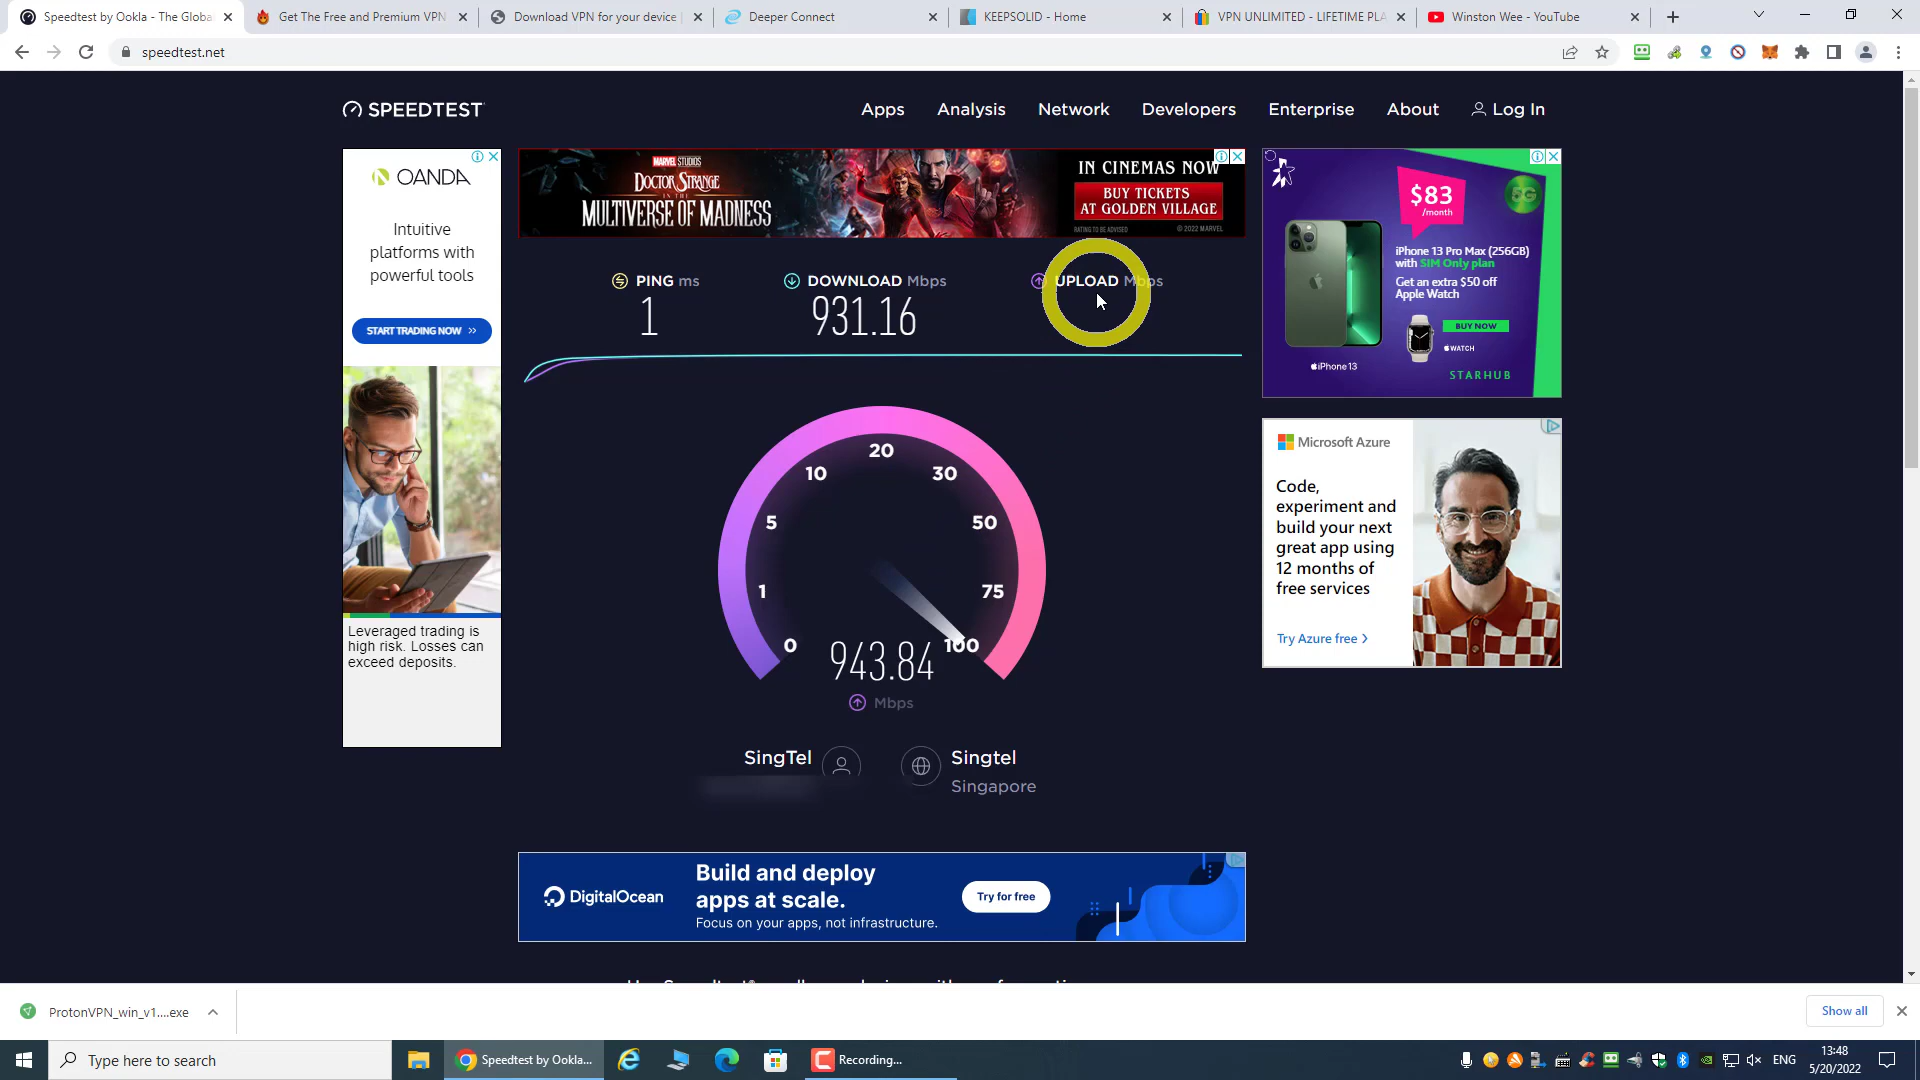 Speedtest by Ookla - The Globa
Get The Free and Premium VPN
Download VPN for your device |
Deeper Connect
KEEPSOLID - Home
VPN UNLIMITED - LIFETIME PLA
Winston Wee - YouTube
speedtest.net
SPEEDTEST
Apps
Analysis
Network
Developers
Enterprise
About
Log In
OANDA
Intuitive
platforms with
powerful tools
START TRADING NOW >>
Leveraged trading is
high risk. Losses can
exceed deposits.
MARVEL STUDIOS
DOCTOR STRANGE
IN THE
MULTIVERSE OF MADNESS
IN CINEMAS NOW
BUY TICKETS
AT GOLDEN VILLAGE
RATING TO BE ADVISED
© 2022 MARVEL
PING ms
1
DOWNLOAD Mbps
931.16
UPLOAD Mbps
0
1
5
10
20
30
50
75
100
943.84
Mbps
SingTel
Singtel
Singapore
$83
/month
5G
iPhone 13 Pro Max (256GB)
with SIM Only plan
Get an extra $50 off
Apple Watch
BUY NOW
WATCH
iPhone 13
STARHUB
Microsoft Azure
Code,
experiment and
build your next
great app using
12 months of
free services
Try Azure free >
DigitalOcean
Build and deploy
apps at scale.
Focus on your apps, not infrastructure.
Try for free
ProtonVPN_win_v1....exe
Show all
Type here to search
Speedtest by Ookla...
Recording...
ENG
13:48
5/20/2022